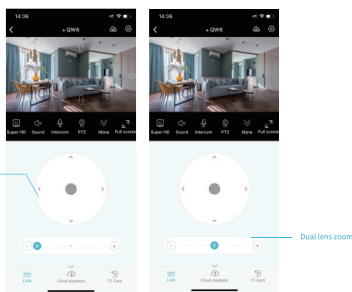 14:36
QW6
Super HD Sound Intercom PTZ More Full screen
Live Cloud playback TF Card
14:36
QW6
Super HD Sound Intercom PTZ More Full screen
Live Cloud playback TF Card
Dual lens zoom